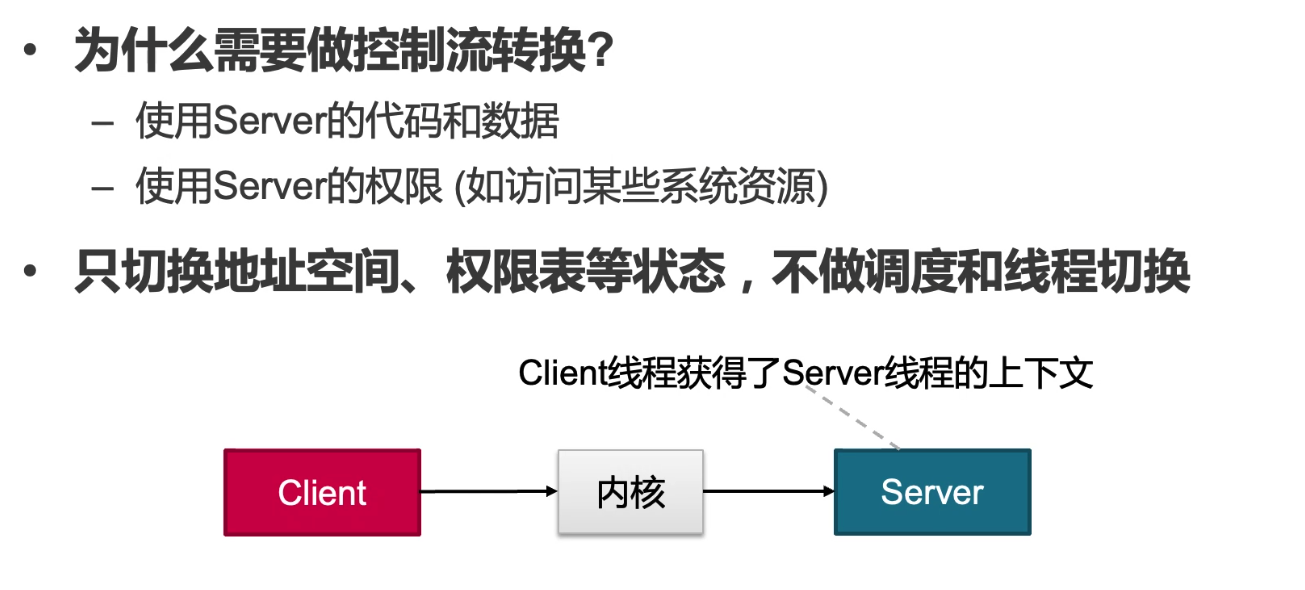 • 为什么需要做控制流转换?
– 使用Server的代码和数据
– 使用Server的权限 (如访问某些系统资源)
• 只切换地址空间、权限表等状态，不做调度和线程切换
Client线程获得了Server线程的上下文
Client
内核
Server